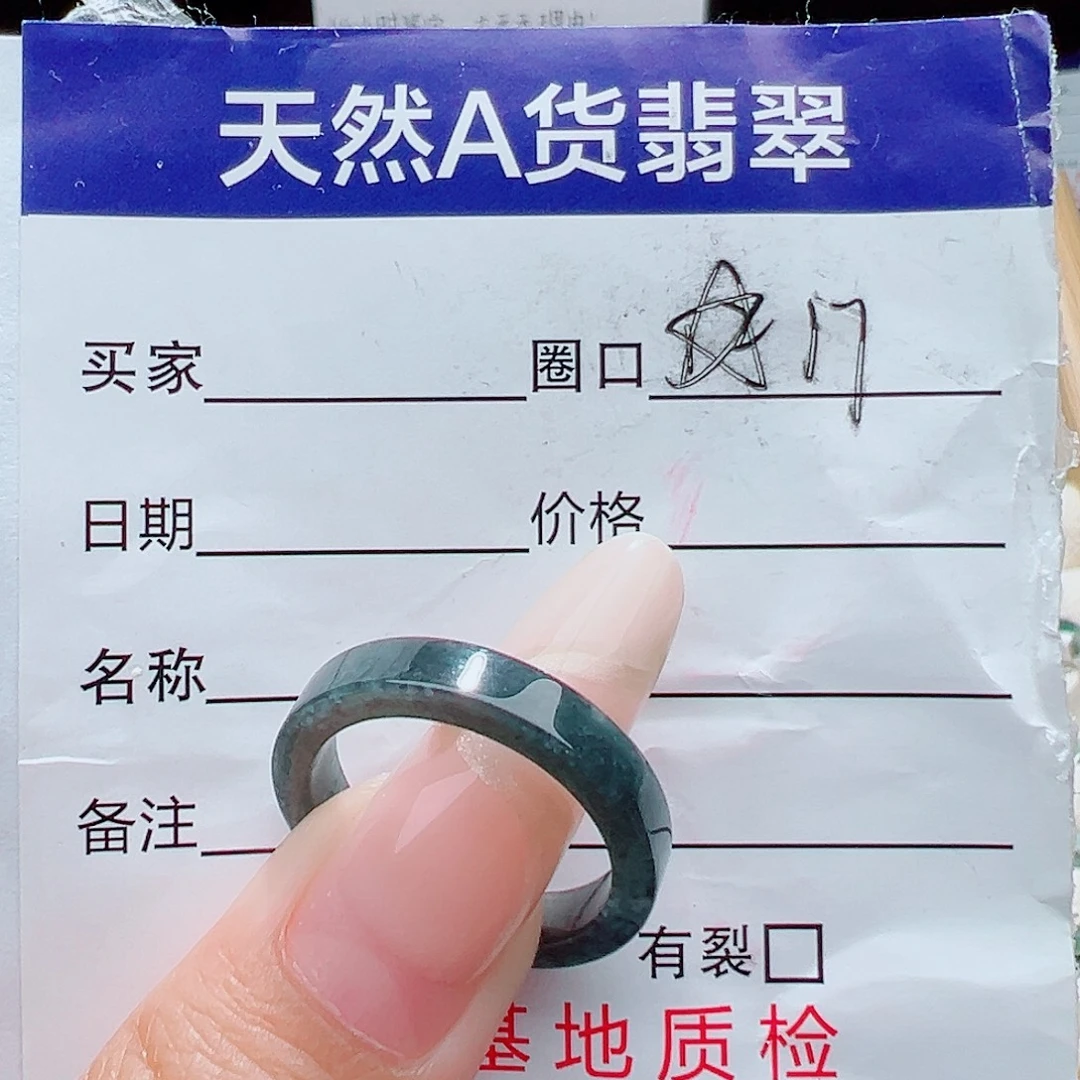 天然A货翡翠
买家 圈口 17
日期 价格
名称
备注
有裂
基地质检